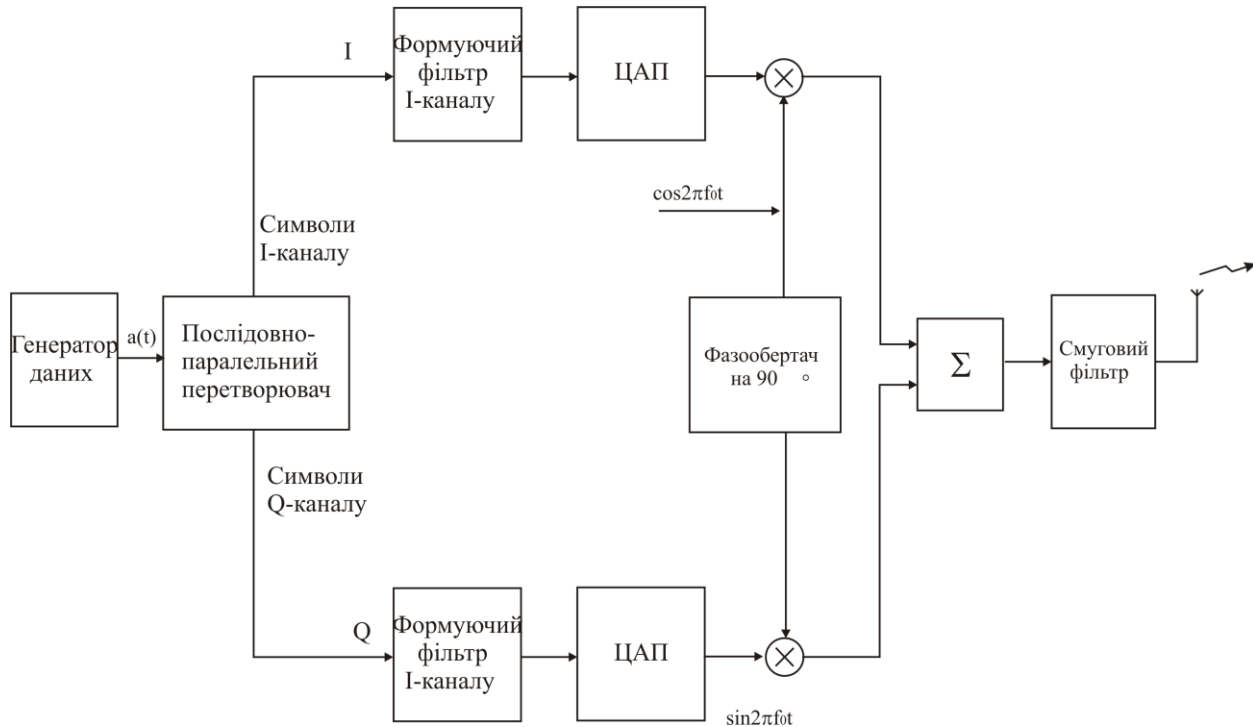 I
Формуючий
фільтр
I-каналу
ЦАП
cos2πf₀t
Символи
I-каналу
Генератор
даних
a(t)
Послідовно-
паралельний
перетворювач
Фазообертач
на 90 °
Σ
Смуговий
фільтр
Символи
Q-каналу
Q
Формуючий
фільтр
I-каналу
ЦАП
sin2πf₀t